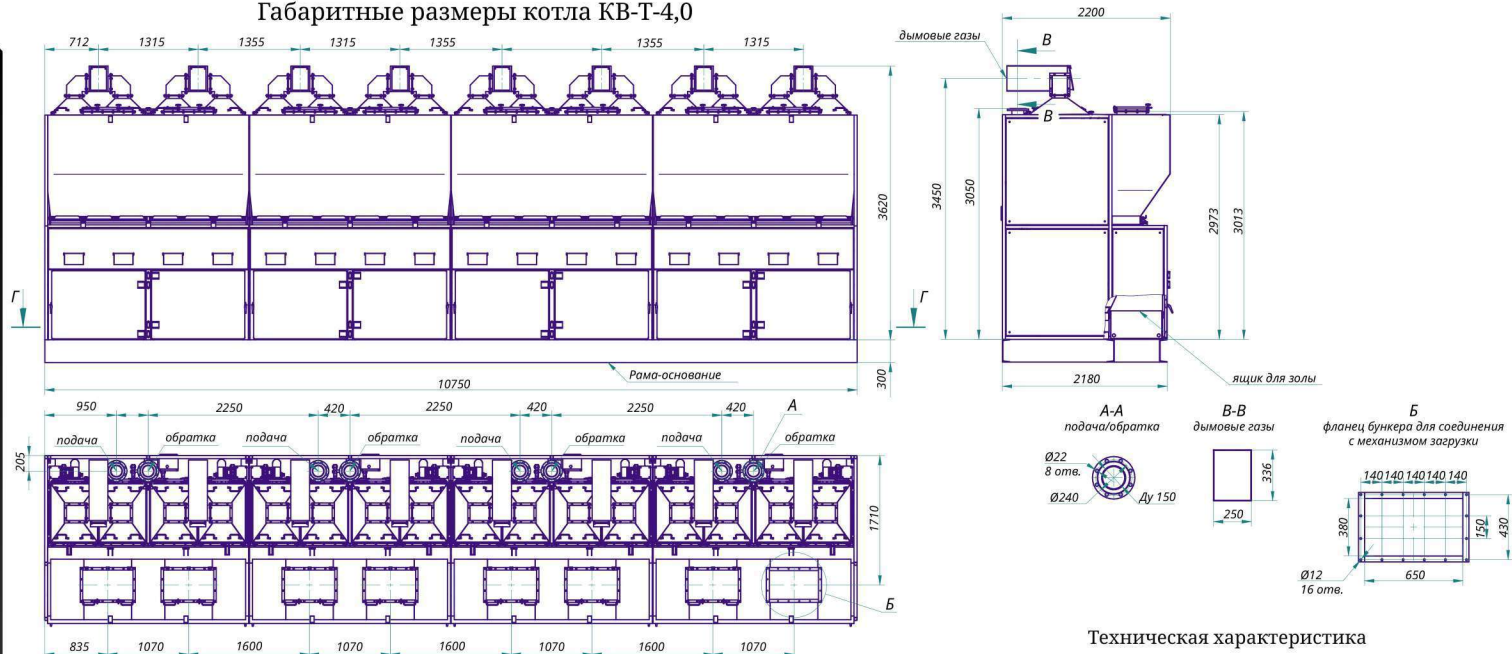 Габаритные размеры котла КВ-Т-4,0
712 1315 1355 1315 1355 1355 1315
3620
300
Г Г
Рама-основание
10750
2200
дымовые газы
В
В
3450
3050
2973
3013
2180
ящик для золы
950 2250 420 2250 420 2250 420 А
подача обратка подача обратка подача обратка подача обратка
205
1710
Б
835 1070 1600 1070 1600 1070 1600 1070
А-А
подача/обратка
Ø22
8 отв.
Ø240
Ду 150
В-В
дымовые газы
336
250
Б
фланец бункера для соединения
с механизмом загрузки
140 140 140 140 140
380
150
430
Ø12
16 отв.
650
Техническая характеристика